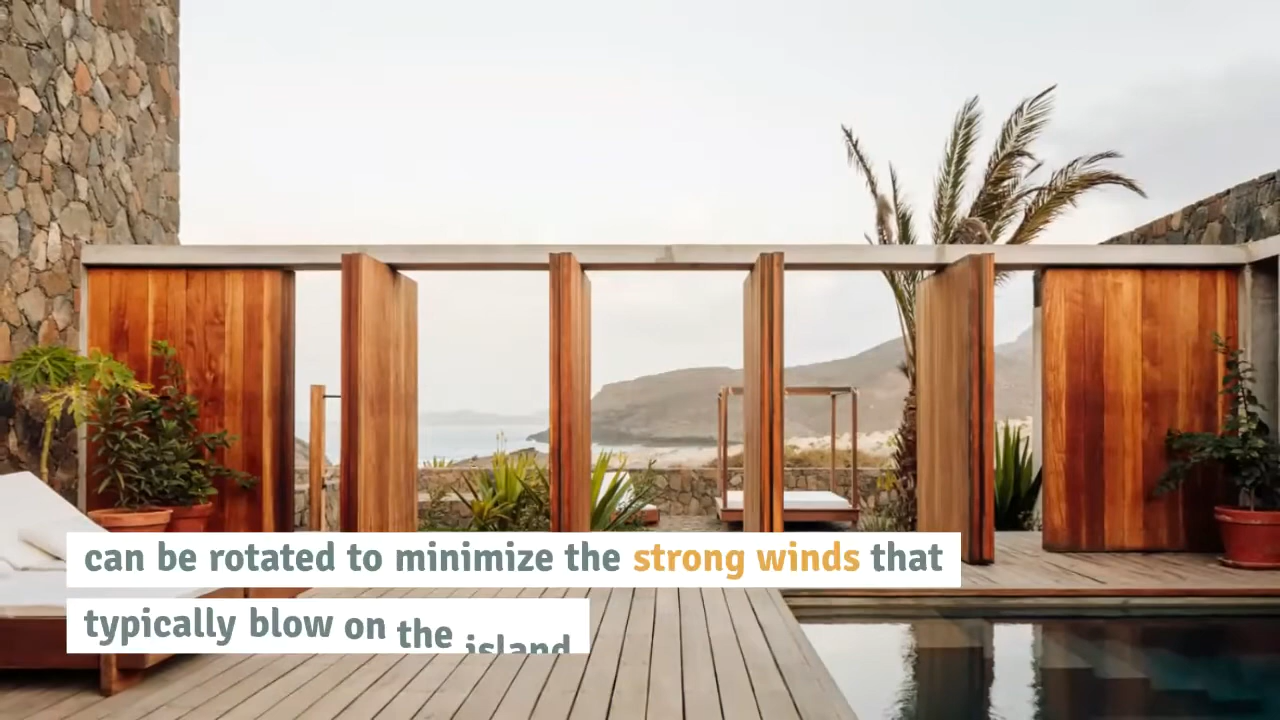 can be rotated to minimize the strong winds that
typically blow on the island